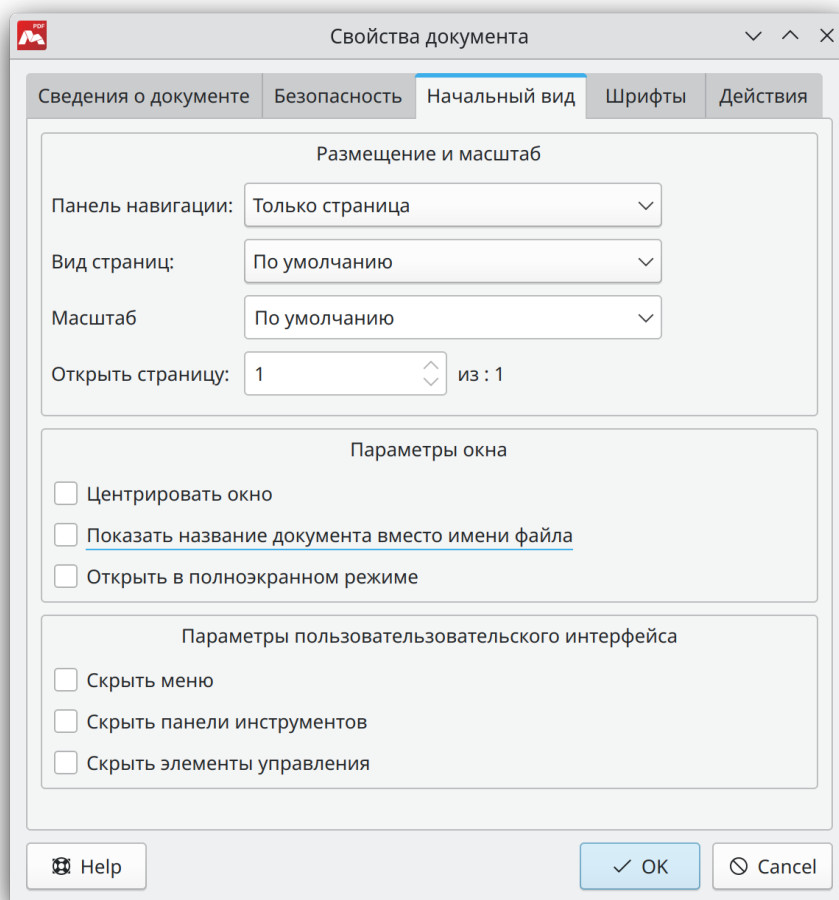 PDF
Свойства документа
Сведения о документе Безопасность Начальный вид Шрифты Действия
Размещение и масштаб
Панель навигации: Только страница
Вид страниц: По умолчанию
Масштаб По умолчанию
Открыть страницу: 1 из : 1
Параметры окна
Центрировать окно
Показать название документа вместо имени файла
Открыть в полноэкранном режиме
Параметры пользовательзовательского интерфейса
Скрыть меню
Скрыть панели инструментов
Скрыть элементы управления
Help OK Cancel